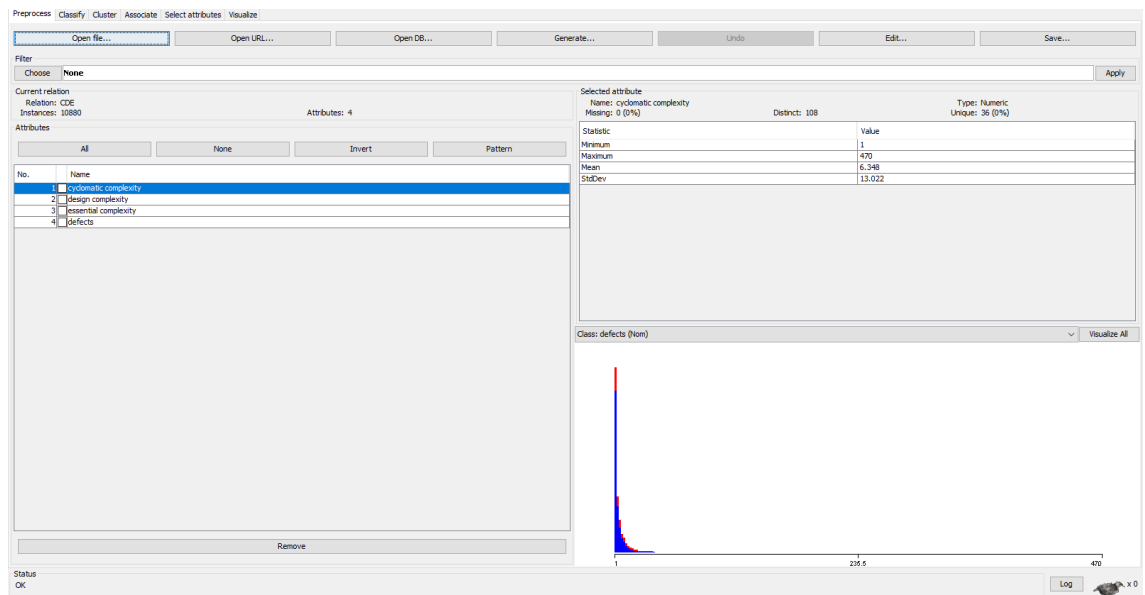 Preprocess Classify Cluster Associate Select attributes Visualize
Open file... Open URL... Open DB... Generate... Undo Edit... Save...
Filter
Choose None Apply
Current relation
Relation: CDE
Instances: 10880 Attributes: 4
Attributes
All None Invert Pattern
No. Name
1 cyclomatic complexity
2 design complexity
3 essential complexity
4 defects
Remove
Selected attribute
Name: cyclomatic complexity Type: Numeric
Missing: 0 (0%) Distinct: 108 Unique: 36 (0%)
Statistic Value
Minimum 1
Maximum 470
Mean 6.348
StdDev 13.022
Class: defects (Nom) Visualize All
1 235.5 470
Status
OK Log x 0